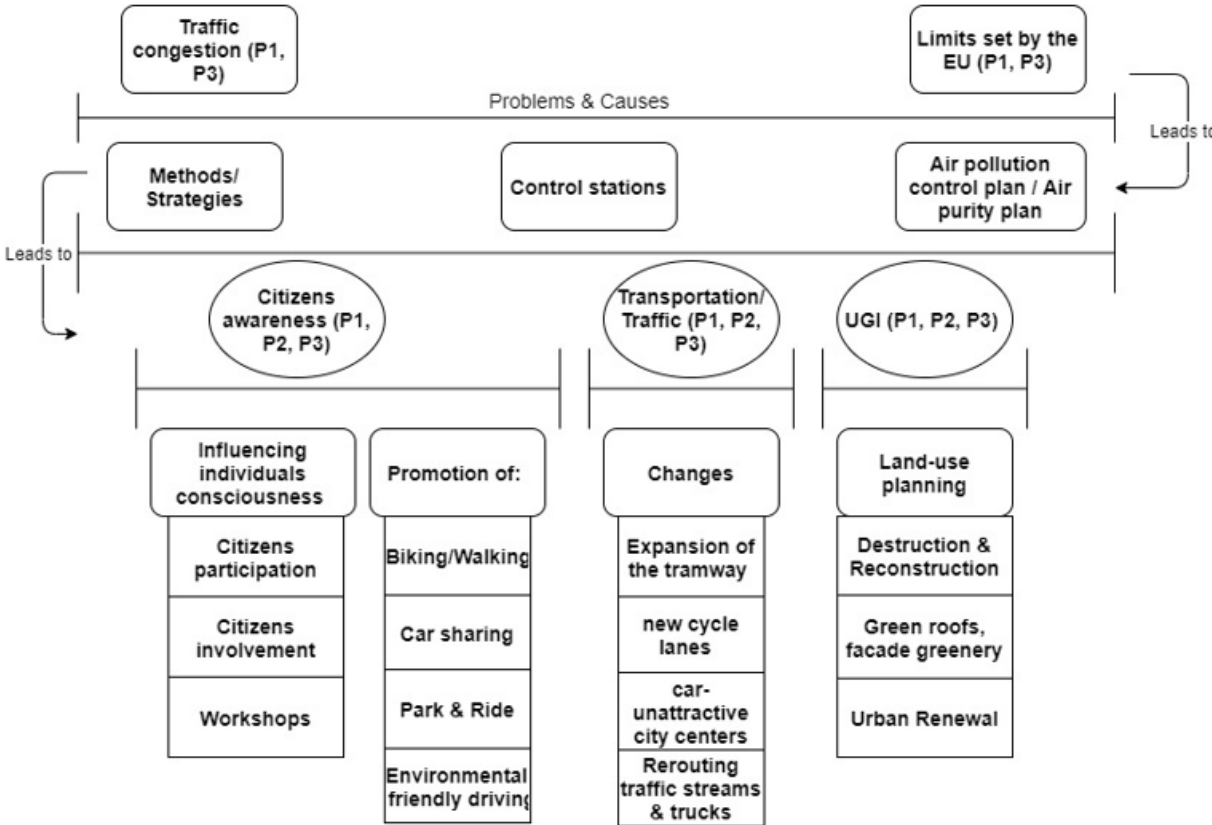 Traffic
congestion (P1,
P3)
Limits set by the
EU (P1, P3)
Problems & Causes
Leads to
Methods/
Strategies
Control stations
Air pollution
control plan / Air
purity plan
Leads to
Citizens
awareness (P1,
P2, P3)
Transportation/
Traffic (P1, P2,
P3)
UGI (P1, P2, P3)
Influencing
individuals
consciousness
Promotion of:
Changes
Land-use
planning
Citizens
participation
Biking/Walking
Expansion of
the tramway
Destruction &
Reconstruction
Citizens
involvement
Car sharing
new cycle
lanes
Green roofs,
facade greenery
Workshops
Park & Ride
car-
unattractive
city centers
Urban Renewal
Environmental
friendly driving
Rerouting
traffic streams
& trucks